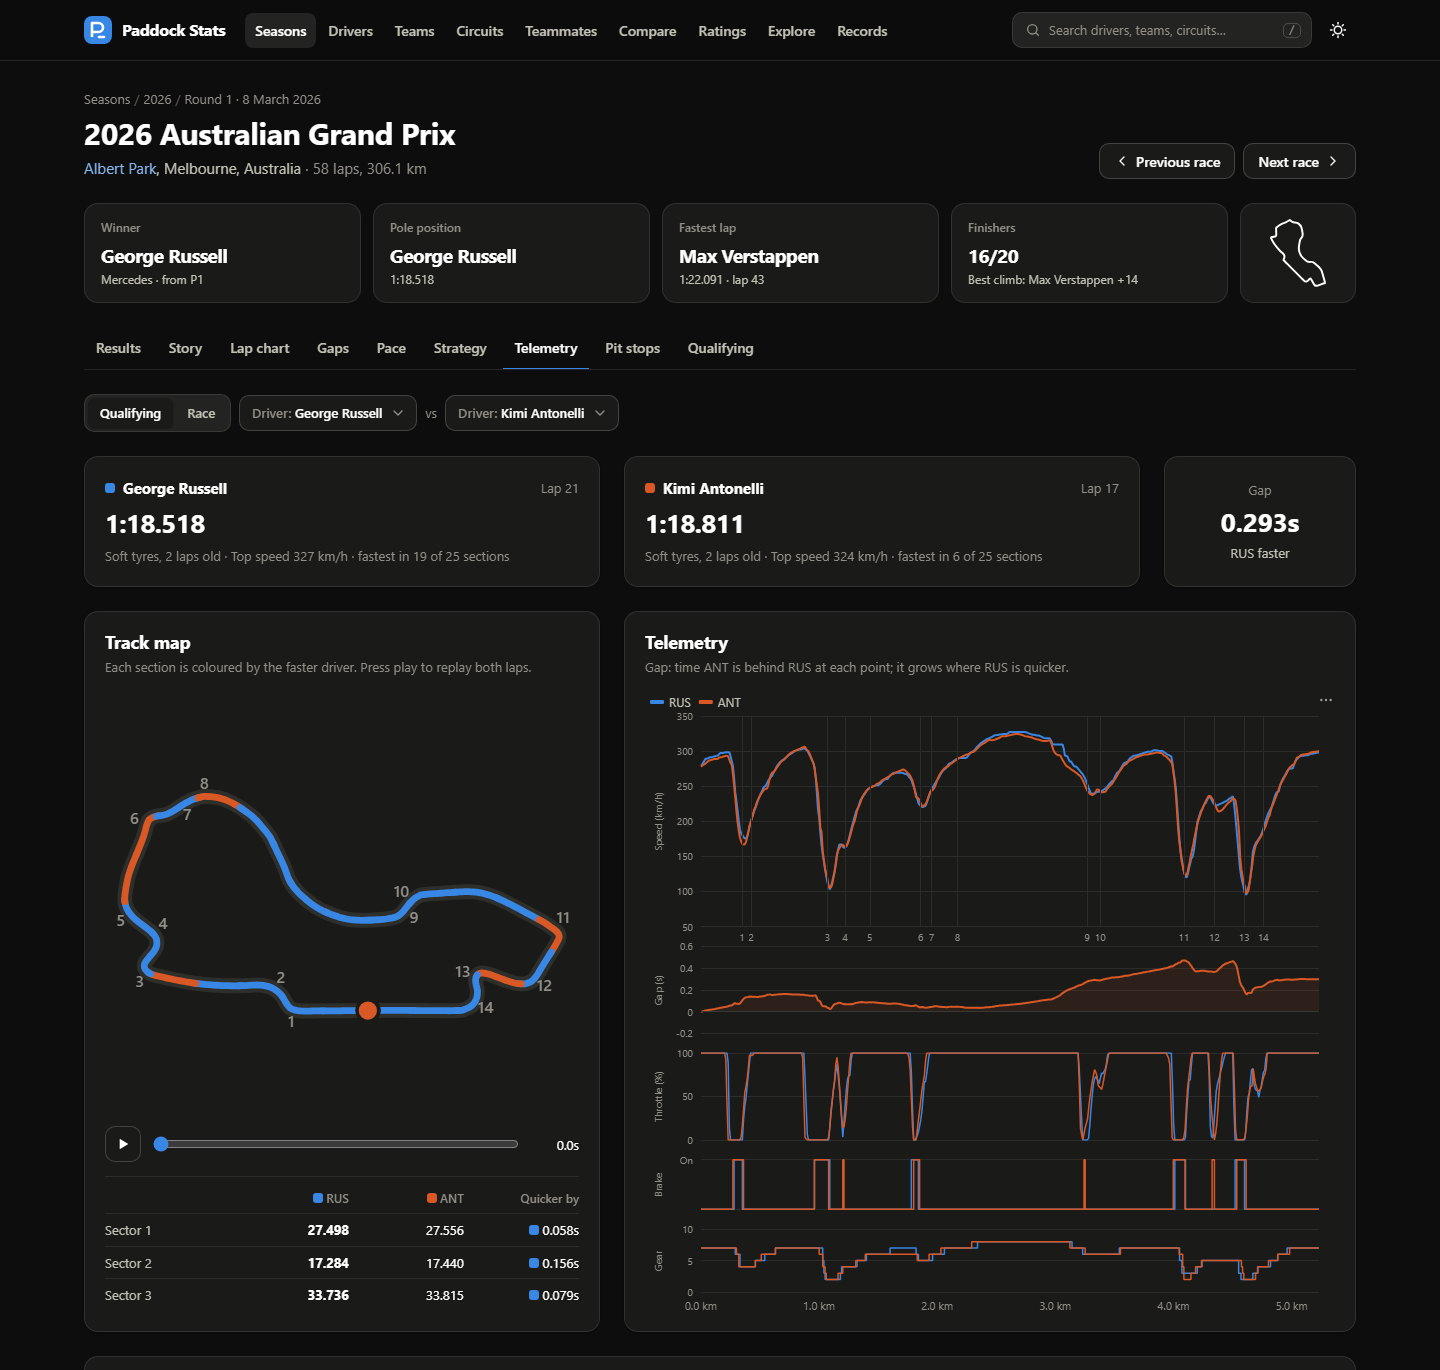 Paddock Stats
Seasons Drivers Teams Circuits Teammates Compare Ratings Explore Records
Search drivers, teams, circuits... /
Seasons / 2026 / Round 1 · 8 March 2026
2026 Australian Grand Prix
Albert Park, Melbourne, Australia · 58 laps, 306.1 km
Previous race
Next race
Winner
George Russell
Mercedes · from P1
Pole position
George Russell
1:18.518
Fastest lap
Max Verstappen
1:22.091 · lap 43
Finishers
16/20
Best climb: Max Verstappen +14
Results Story Lap chart Gaps Pace Strategy Telemetry Pit stops Qualifying
Qualifying Race Driver: George Russell vs Driver: Kimi Antonelli
George Russell Lap 21
1:18.518
Soft tyres, 2 laps old · Top speed 327 km/h · fastest in 19 of 25 sections
Kimi Antonelli Lap 17
1:18.811
Soft tyres, 2 laps old · Top speed 324 km/h · fastest in 6 of 25 sections
Gap
0.293s
RUS faster
Track map
Each section is coloured by the faster driver. Press play to replay both laps.
8
6
7
10
5
4
9
11
3
2
13
12
14
1
0.0s
RUS ANT Quicker by
Sector 1 27.498 27.556 0.058s
Sector 2 17.284 17.440 0.156s
Sector 3 33.736 33.815 0.079s
Telemetry
Gap: time ANT is behind RUS at each point; it grows where RUS is quicker.
RUS ANT
350
300
250
200
150
100
50
Speed (km/h)
1 2 3 4 5 6 7 8 9 10 11 12 13 14
0.6
0.4
0.2
0
-0.2
Gap (s)
100
50
0
Throttle (%)
On
Brake
10
5
0
Gear
0.0 km 1.0 km 2.0 km 3.0 km 4.0 km 5.0 km